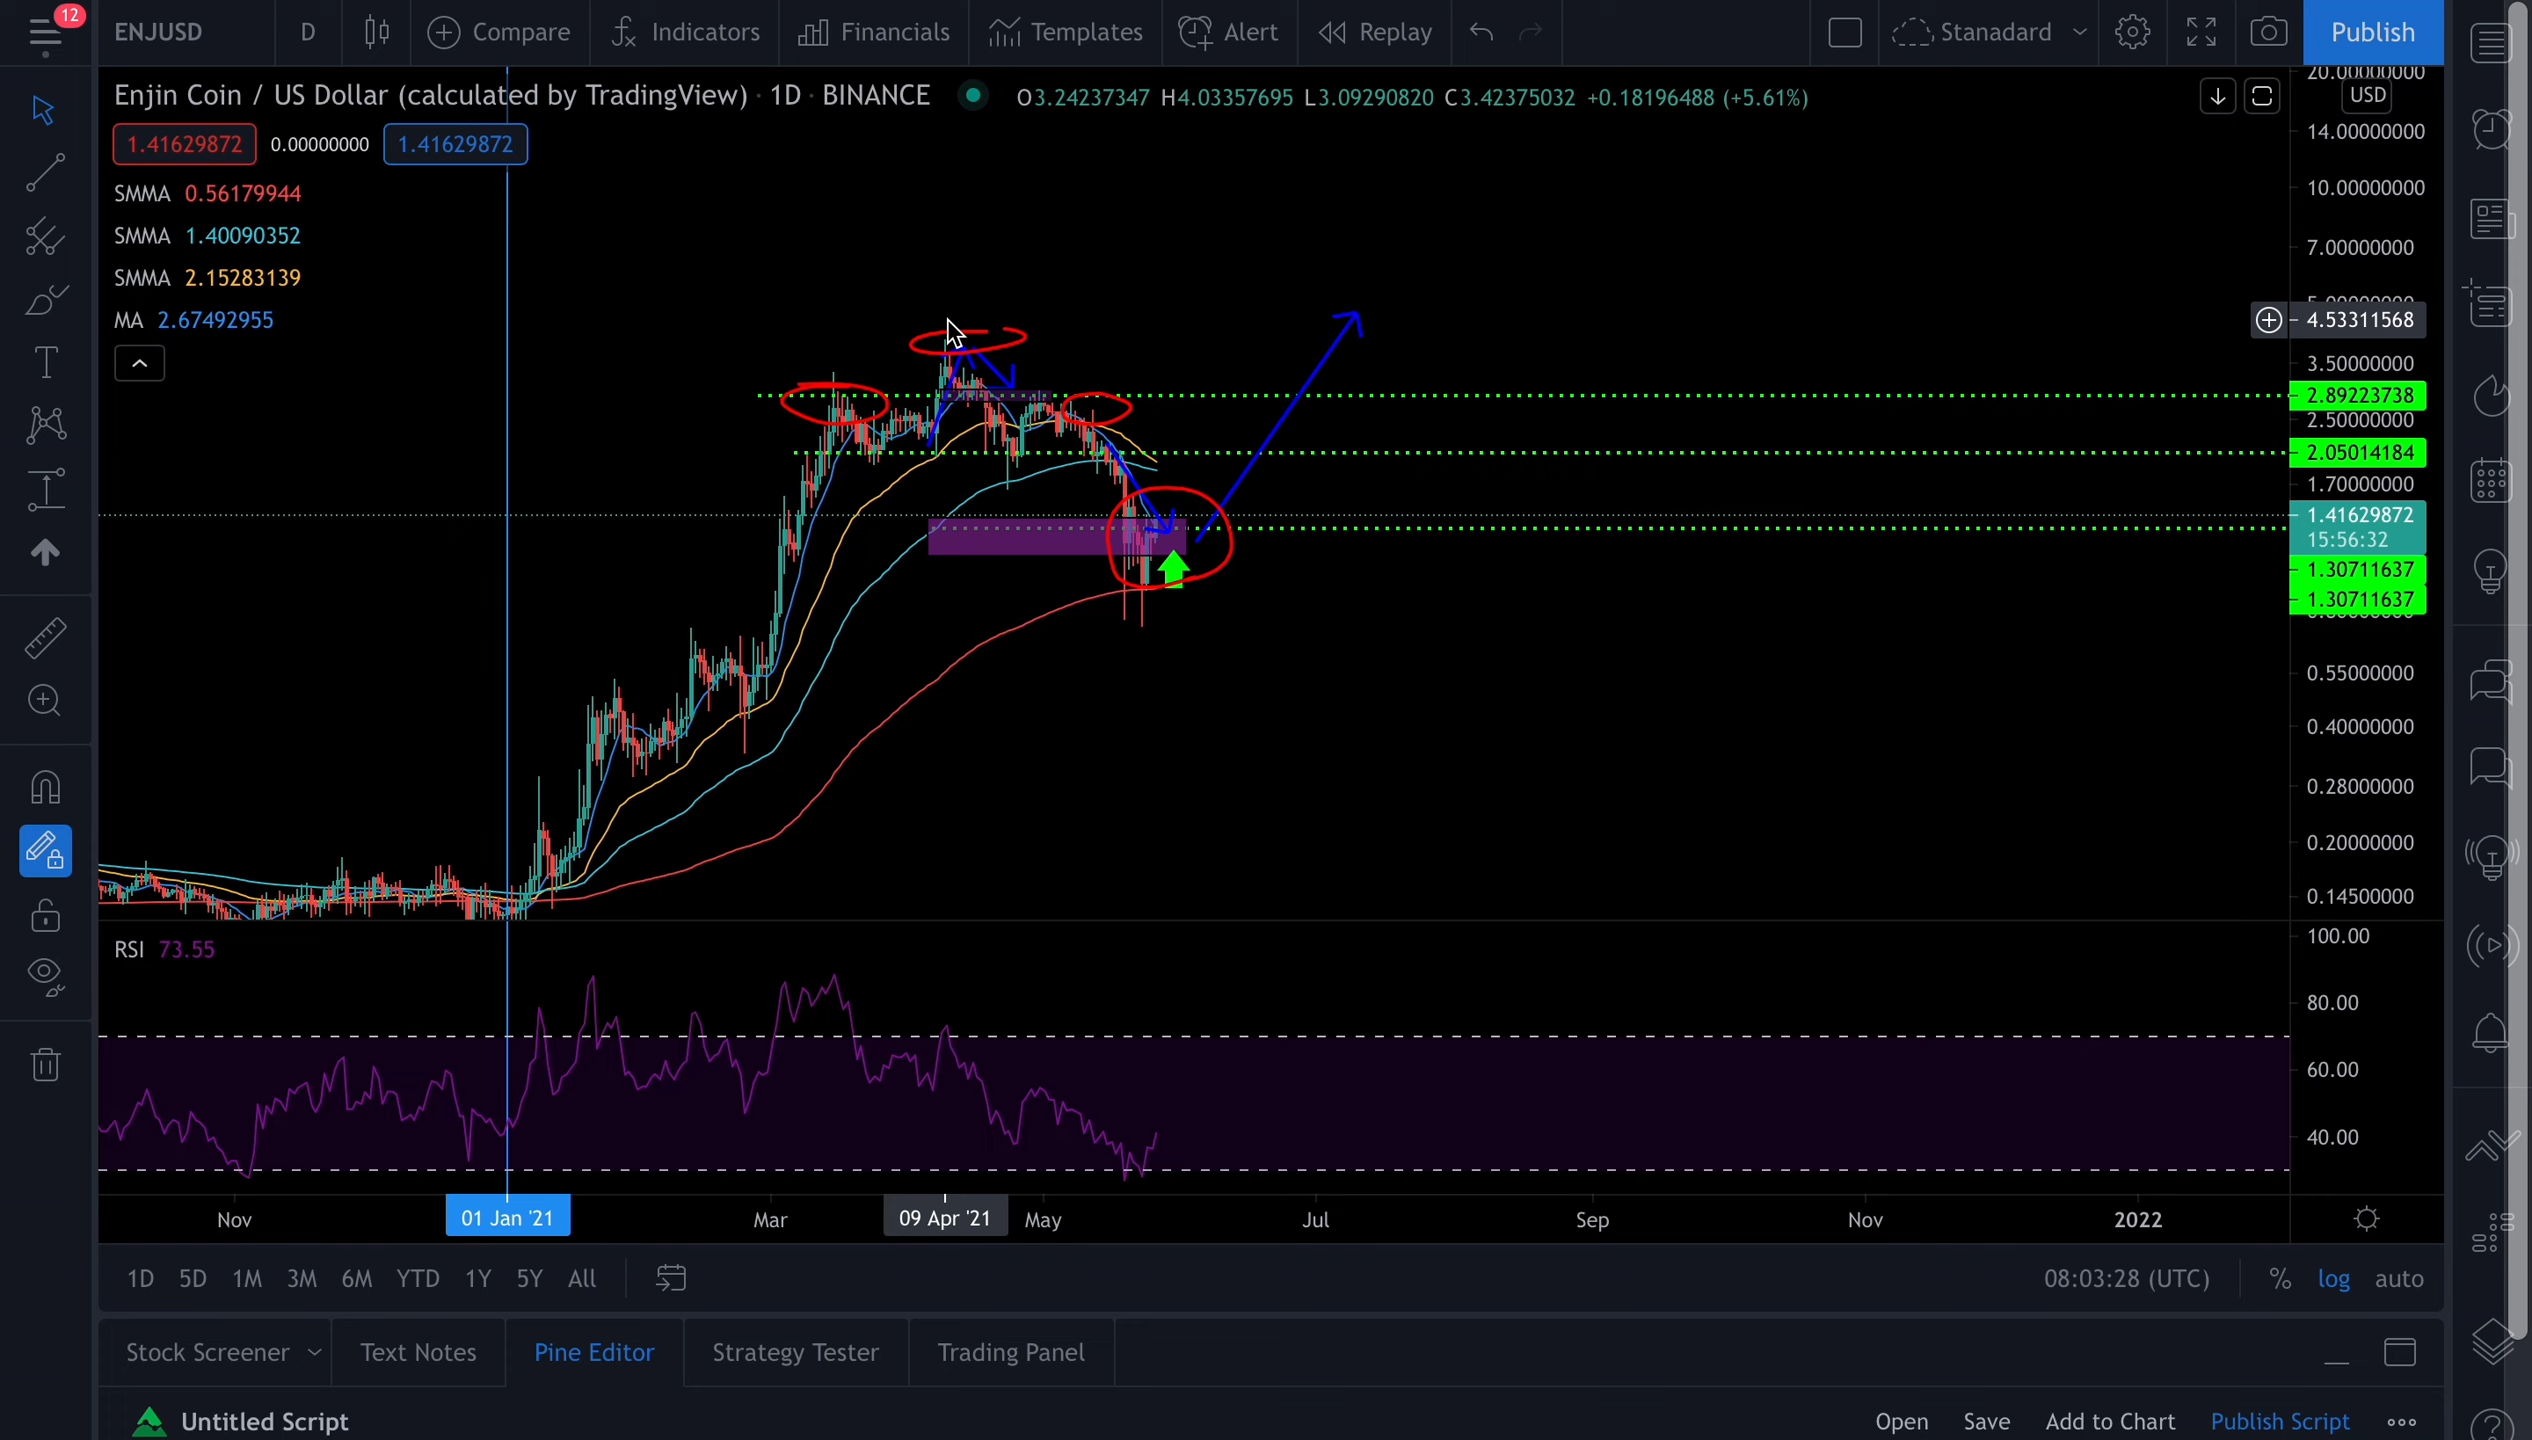 12
ENJUSD D Compare Indicators Financials Templates Alert Replay Stanadard Publish
Enjin Coin / US Dollar (calculated by TradingView) · 1D · BINANCE O3.24237347 H4.03357695 L3.09290820 C3.42375032 +0.18196488 (+5.61%)
USD
1.41629872 0.00000000 1.41629872
SMMA 0.56179944
SMMA 1.40090352
SMMA 2.15283139
MA 2.67492955
20.00000000
14.00000000
10.00000000
7.00000000
4.53311568
3.50000000
2.89223738
2.50000000
2.05014184
1.70000000
1.41629872
15:56:32
1.30711637
1.30711637
0.55000000
0.40000000
0.28000000
0.20000000
0.14500000
RSI 73.55
100.00
80.00
60.00
40.00
Nov 01 Jan '21 Mar 09 Apr '21 May Jul Sep Nov 2022
1D 5D 1M 3M 6M YTD 1Y 5Y All 08:03:28 (UTC) % log auto
Stock Screener Text Notes Pine Editor Strategy Tester Trading Panel
Untitled Script Open Save Add to Chart Publish Script